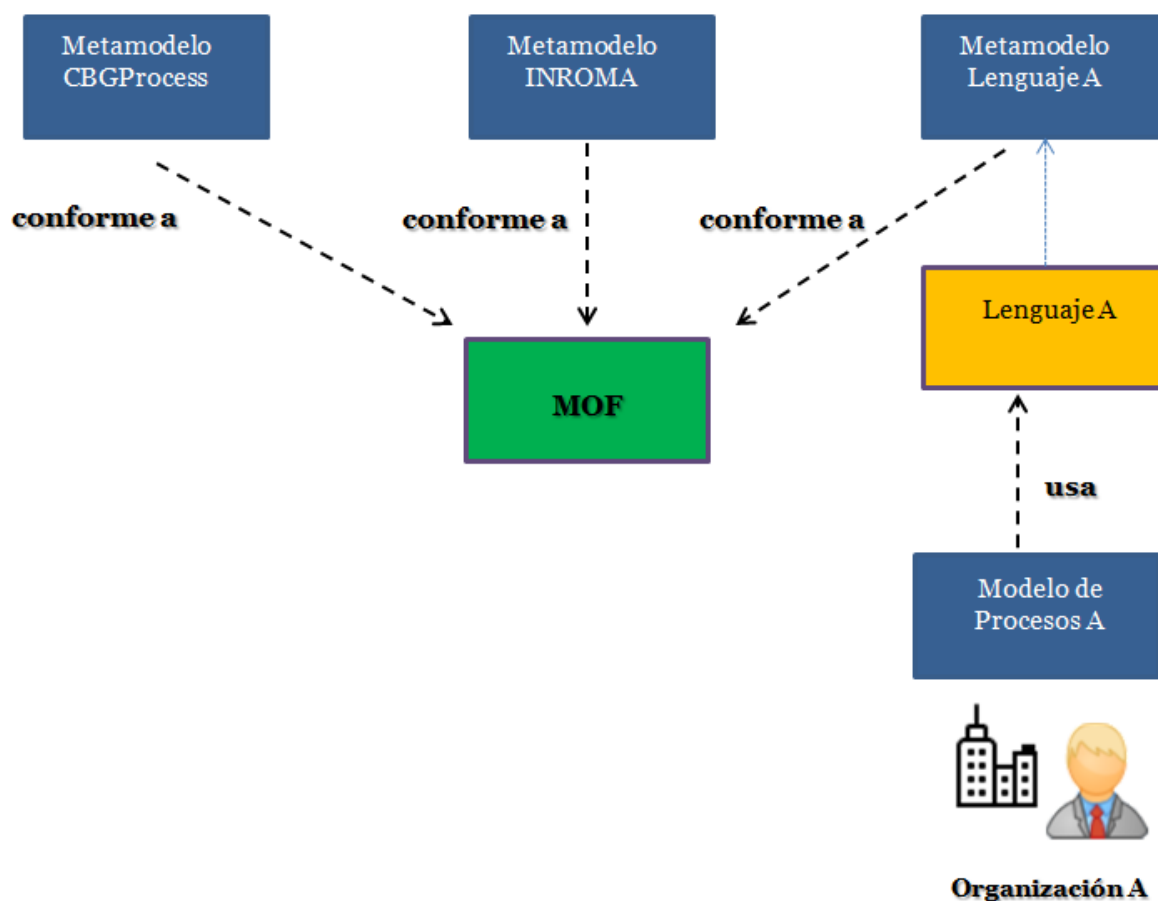 Metamodelo
CBGProcess
Metamodelo
INROMA
Metamodelo
Lenguaje A
conforme a
conforme a
conforme a
Lenguaje A
MOF
usa
Modelo de
Procesos A
Organización A